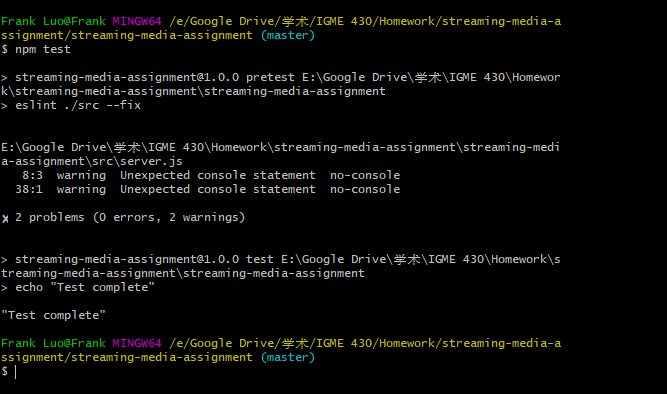 Frank Luo@Frank MINGW64 /e/Google Drive/学术/IGME 430/Homework/streaming-media-a
ssignment/streaming-media-assignment (master)
$ npm test
> streaming-media-assignment@1.0.0 pretest E:\Google Drive\学术\IGME 430\Homewor
k\streaming-media-assignment\streaming-media-assignment
> eslint ./src --fix
E:\Google Drive\学术\IGME 430\Homework\streaming-media-assignment\streaming-medi
a-assignment\src\server.js
8:3  warning  Unexpected console statement  no-console
38:1  warning  Unexpected console statement  no-console
x 2 problems (0 errors, 2 warnings)
> streaming-media-assignment@1.0.0 test E:\Google Drive\学术\IGME 430\Homework\s
treaming-media-assignment\streaming-media-assignment
> echo "Test complete"
"Test complete"
Frank Luo@Frank MINGW64 /e/Google Drive/学术/IGME 430/Homework/streaming-media-a
ssignment/streaming-media-assignment (master)
$